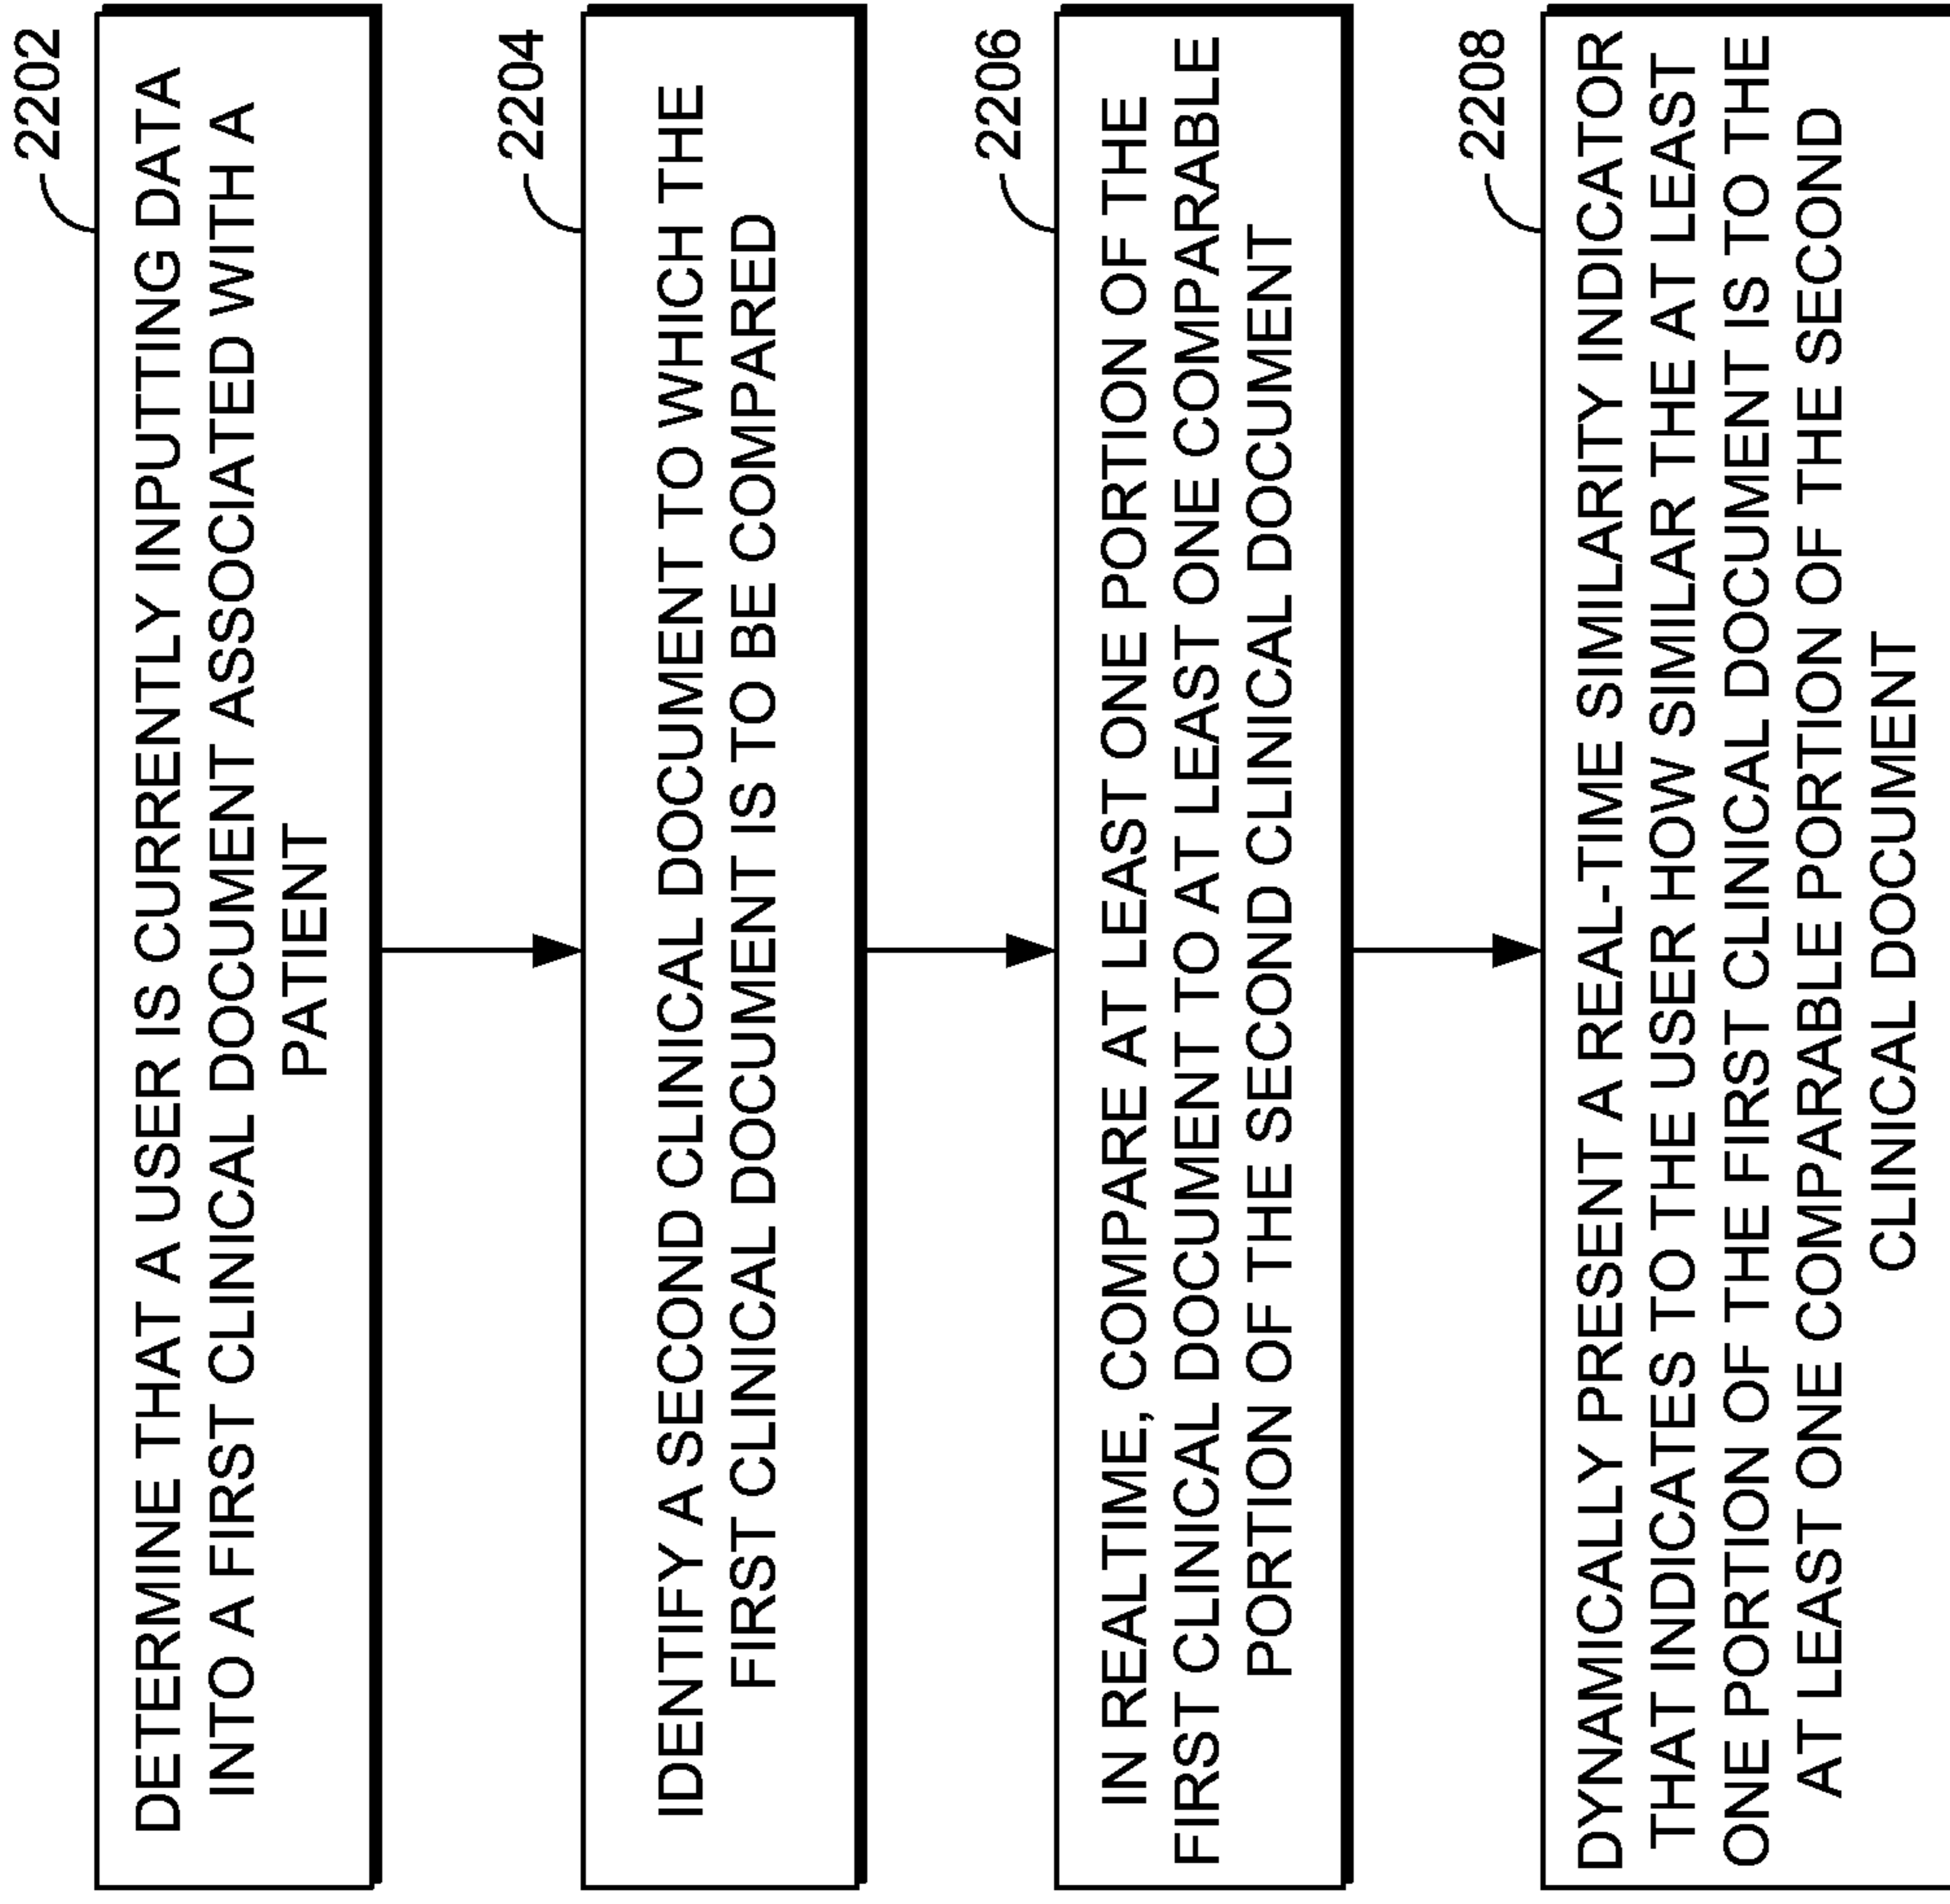 2202
DETERMINE THAT A USER IS CURRENTLY INPUTTING DATA
INTO A FIRST CLINICAL DOCUMENT ASSOCIATED WITH A
PATIENT
2204
IDENTIFY A SECOND CLINICAL DOCUMENT TO WHICH THE
FIRST CLINICAL DOCUMENT IS TO BE COMPARED
2206
IN REALTIME, COMPARE AT LEAST ONE PORTION OF THE
FIRST CLINICAL DOCUMENT TO AT LEAST ONE COMPARABLE
PORTION OF THE SECOND CLINICAL DOCUMENT
2208
DYNAMICALLY PRESENT A REAL-TIME SIMILARITY INDICATOR
THAT INDICATES TO THE USER HOW SIMILAR THE AT LEAST
ONE PORTION OF THE FIRST CLINICAL DOCUMENT IS TO THE
AT LEAST ONE COMPARABLE PORTION OF THE SECOND
CLINICAL DOCUMENT